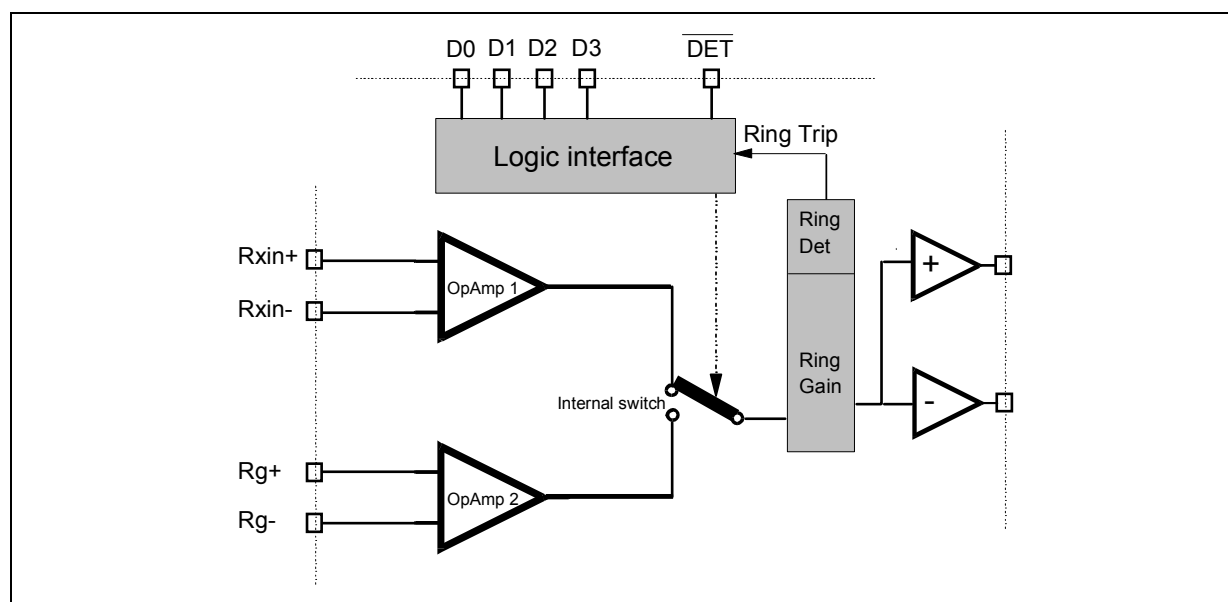 D0 D1 D2 D3 DET
Ring Trip
Logic interface
Ring
Det
Rxin+
OpAmp 1
+
Rxin-
Ring
Gain
Internal switch
-
Rg+
OpAmp 2
Rg-